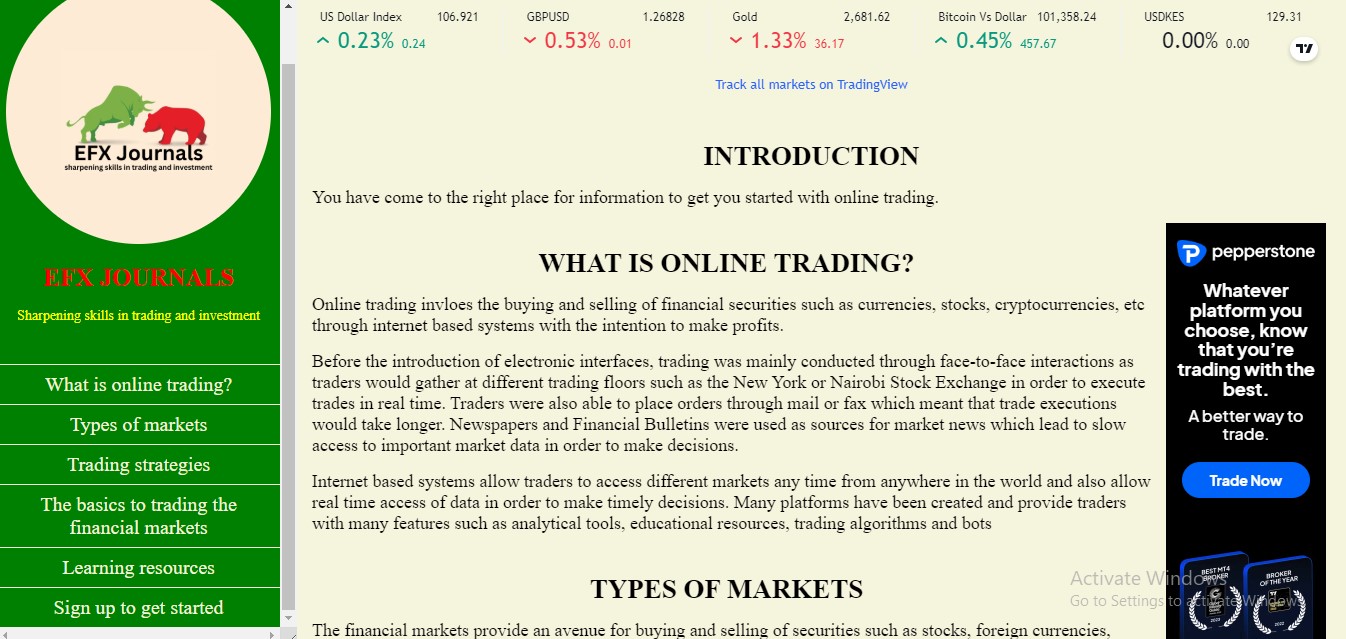 US Dollar Index 106.921
0.23% 0.24
GBPUSD 1.26828
0.53% 0.01
Gold 2,681.62
1.33% 36.17
Bitcoin Vs Dollar 101,358.24
0.45% 457.67
USDKES 129.31
0.00% 0.00
Track all markets on TradingView
EFX Journals
sharpening skills in trading and investment
EFX JOURNALS
Sharpening skills in trading and investment
What is online trading?
Types of markets
Trading strategies
The basics to trading the
financial markets
Learning resources
Sign up to get started
INTRODUCTION
You have come to the right place for information to get you started with online trading.
WHAT IS ONLINE TRADING?
Online trading invloes the buying and selling of financial securities such as currencies, stocks, cryptocurrencies, etc
through internet based systems with the intention to make profits.
Before the introduction of electronic interfaces, trading was mainly conducted through face-to-face interactions as
traders would gather at different trading floors such as the New York or Nairobi Stock Exchange in order to execute
trades in real time. Traders were also able to place orders through mail or fax which meant that trade executions
would take longer. Newspapers and Financial Bulletins were used as sources for market news which lead to slow
access to important market data in order to make decisions.
Internet based systems allow traders to access different markets any time from anywhere in the world and also allow
real time access of data in order to make timely decisions. Many platforms have been created and provide traders
with many features such as analytical tools, educational resources, trading algorithms and bots
TYPES OF MARKETS
The financial markets provide an avenue for buying and selling of securities such as stocks, foreign currencies,
pepperstone
Whatever
platform you
choose, know
that you're
trading with the
best.
A better way to
trade.
Trade Now
BEST MT4
BROKER
2023
BROKER
OF THE YEAR
2022
Activate Windows
Go to Settings to activate Windows.